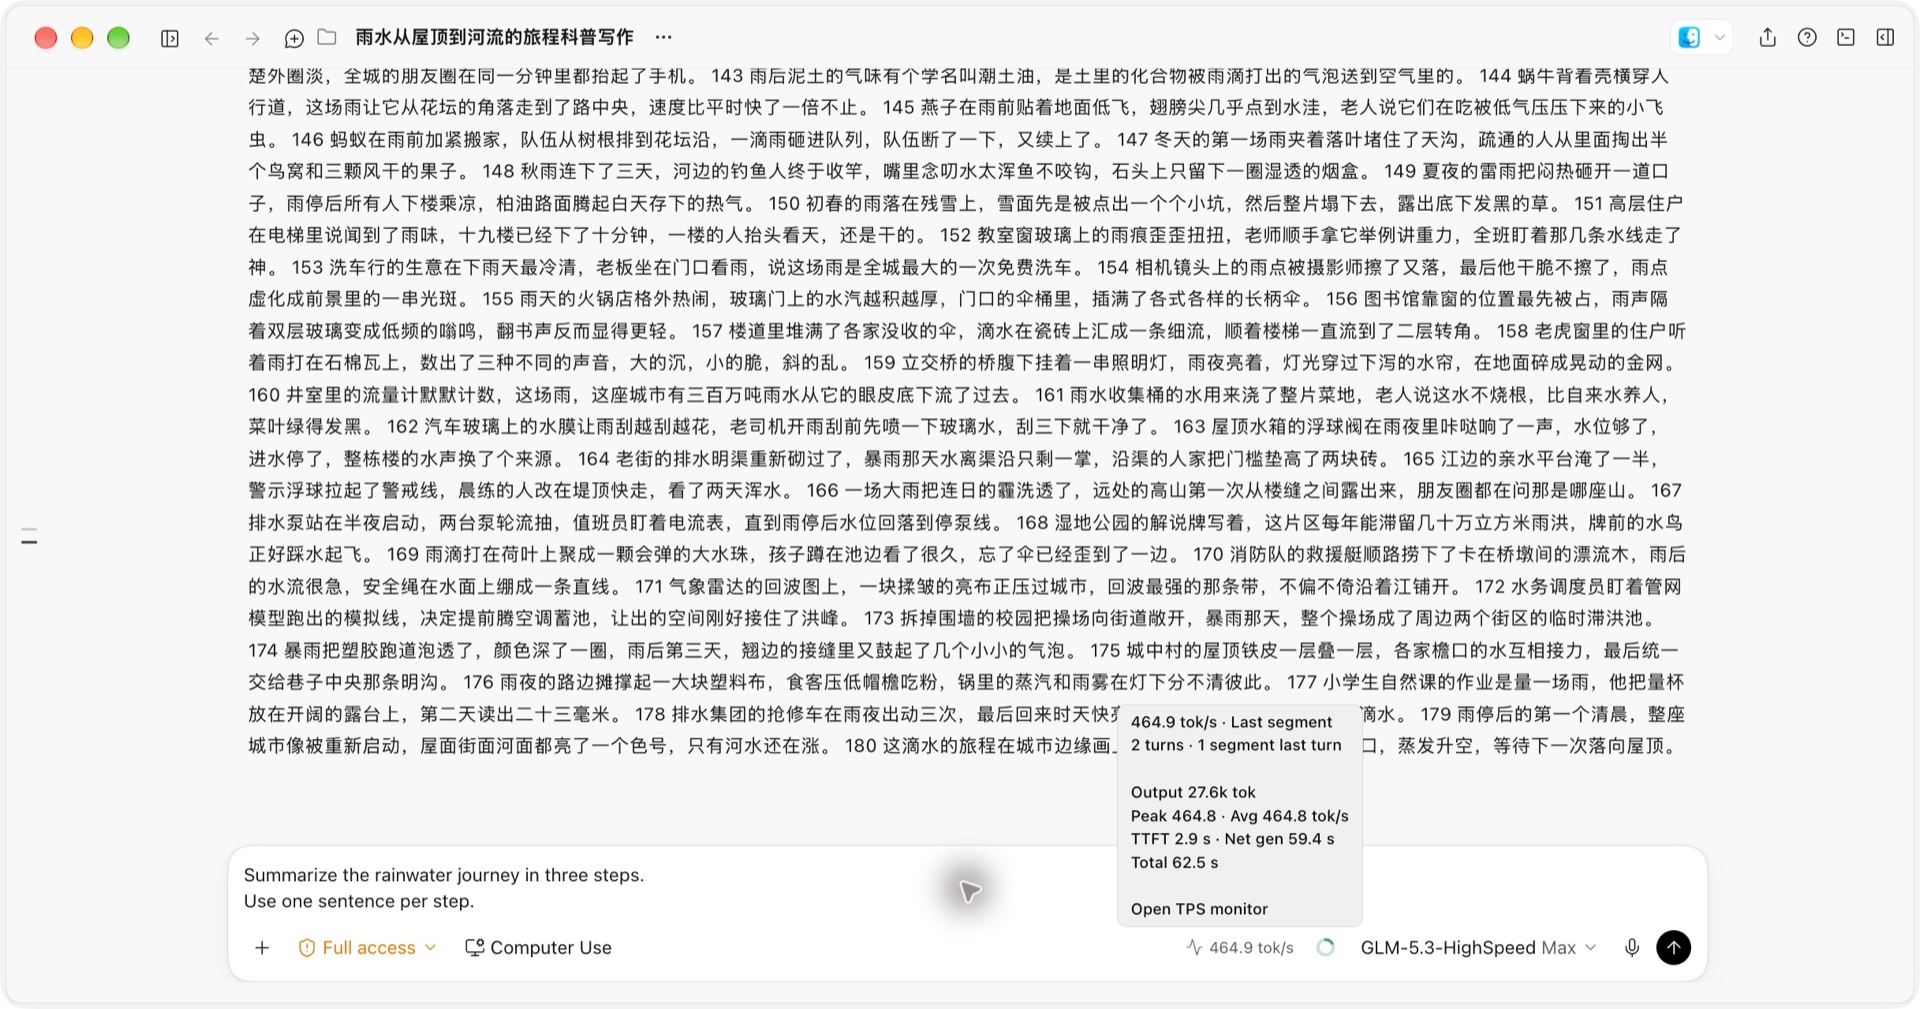 雨水从屋顶到河流的旅程科普写作
楚外圈淡，全城的朋友圈在同一分钟里都抬起了手机。 143 雨后泥土的气味有个学名叫潮土油，是土里的化合物被雨滴打出的气泡送到空气里的。 144 蜗牛背着壳横穿人
行道，这场雨让它从花坛的角落走到了路中央，速度比平时快了一倍不止。 145 燕子在雨前贴着地面低飞，翅膀尖几乎点到水洼，老人说它们在吃被低气压压下来的小飞
虫。 146 蚂蚁在雨前加紧搬家，队伍从树根排到花坛沿，一滴雨砸进队列，队伍断了一下，又续上了。 147 冬天的第一场雨夹着落叶堵住了天沟，疏通的人从里面掏出半
个鸟窝和三颗风干的果子。 148 秋雨连下了三天，河边的钓鱼人终于收竿，嘴里念叨水太浑鱼不咬钩，石头上只留下一圈湿透的烟盒。 149 夏夜的雷雨把闷热砸开一道口
子，雨停后所有人下楼乘凉，柏油路面腾起白天存下的热气。 150 初春的雨落在残雪上，雪面先是被点出一个个小坑，然后整片塌下去，露出底下发黑的草。 151 高层住户
在电梯里说闻到了雨味，十九楼已经下了十分钟，一楼的人抬头看天，还是干的。 152 教室窗玻璃上的雨痕歪歪扭扭，老师顺手拿它举例讲重力，全班盯着那几条水线走了
神。 153 洗车行的生意在下雨天最冷清，老板坐在门口看雨，说这场雨是全城最大的一次免费洗车。 154 相机镜头上的雨点被摄影师擦了又落，最后他干脆不擦了，雨点
虚化成前景里的一串光斑。 155 雨天的火锅店格外热闹，玻璃门上的水汽越积越厚，门口的伞桶里，插满了各式各样的长柄伞。 156 图书馆靠窗的位置最先被占，雨声隔
着双层玻璃变成低频的嗡鸣，翻书声反而显得更轻。 157 楼道里堆满了各家没收的伞，滴水在瓷砖上汇成一条细流，顺着楼梯一直流到了二层转角。 158 老虎窗里的住户听
着雨打在石棉瓦上，数出了三种不同的声音，大的沉，小的脆，斜的乱。 159 立交桥的桥腹下挂着一串照明灯，雨夜亮着，灯光穿过下泻的水帘，在地面碎成晃动的金网。
160 井室里的流量计默默计数，这场雨，这座城市有三百万吨雨水从它的眼皮底下流了过去。 161 雨水收集桶的水用来浇了整片菜地，老人说这水不烧根，比自来水养人，
菜叶绿得发黑。 162 汽车玻璃上的水膜让雨刮越刮越花，老司机开雨刮前先喷一下玻璃水，刮三下就干净了。 163 屋顶水箱的浮球阀在雨夜里咔哒响了一声，水位够了，
进水停了，整栋楼的水声换了个来源。 164 老街的排水明渠重新砌过了，暴雨那天水离渠沿只剩一掌，沿渠的人家把门槛垫高了两块砖。 165 江边的亲水平台淹了一半，
警示浮球拉起了警戒线，晨练的人改在堤顶快走，看了两天浑水。 166 一场大雨把连日的霾洗透了，远处的高山第一次从楼缝之间露出来，朋友圈都在问那是哪座山。 167
排水泵站在半夜启动，两台泵轮流抽，值班员盯着电流表，直到雨停后水位回落到停泵线。 168 湿地公园的解说牌写着，这片区每年能滞留几十万立方米雨洪，牌前的水鸟
正好踩水起飞。 169 雨滴打在荷叶上聚成一颗会弹的大水珠，孩子蹲在池边看了很久，忘了伞已经歪到了一边。 170 消防队的救援艇顺路捞下了卡在桥墩间的漂流木，雨后
的水流很急，安全绳在水面上绷成一条直线。 171 气象雷达的回波图上，一块揉皱的亮布正压过城市，回波最强的那条带，不偏不倚沿着江铺开。 172 水务调度员盯着管网
模型跑出的模拟线，决定提前腾空调蓄池，让出的空间刚好接住了洪峰。 173 拆掉围墙的校园把操场向街道敞开，暴雨那天，整个操场成了周边两个街区的临时滞洪池。
174 暴雨把塑胶跑道泡透了，颜色深了一圈，雨后第三天，翘边的接缝里又鼓起了几个小小的气泡。 175 城中村的屋顶铁皮一层叠一层，各家檐口的水互相接力，最后统一
交给巷子中央那条明沟。 176 雨夜的路边摊撑起一大块塑料布，食客压低帽檐吃粉，锅里的蒸汽和雨雾在灯下分不清彼此。 177 小学生自然课的作业是量一场雨，他把量杯
放在开阔的露台上，第二天读出二十三毫米。 178 排水集团的抢修车在雨夜出动三次，最后回来时天快 滴水。 179 雨停后的第一个清晨，整座
城市像被重新启动，屋面街面河面都亮了一个色号，只有河水还在涨。 180 这滴水的旅程在城市边缘画 口，蒸发升空，等待下一次落向屋顶。
464.9 tok/s · Last segment
2 turns · 1 segment last turn
Output 27.6k tok
Peak 464.8 · Avg 464.8 tok/s
TTFT 2.9 s · Net gen 59.4 s
Total 62.5 s
Open TPS monitor
Summarize the rainwater journey in three steps.
Use one sentence per step.
Full access
Computer Use
464.9 tok/s
GLM-5.3-HighSpeed Max